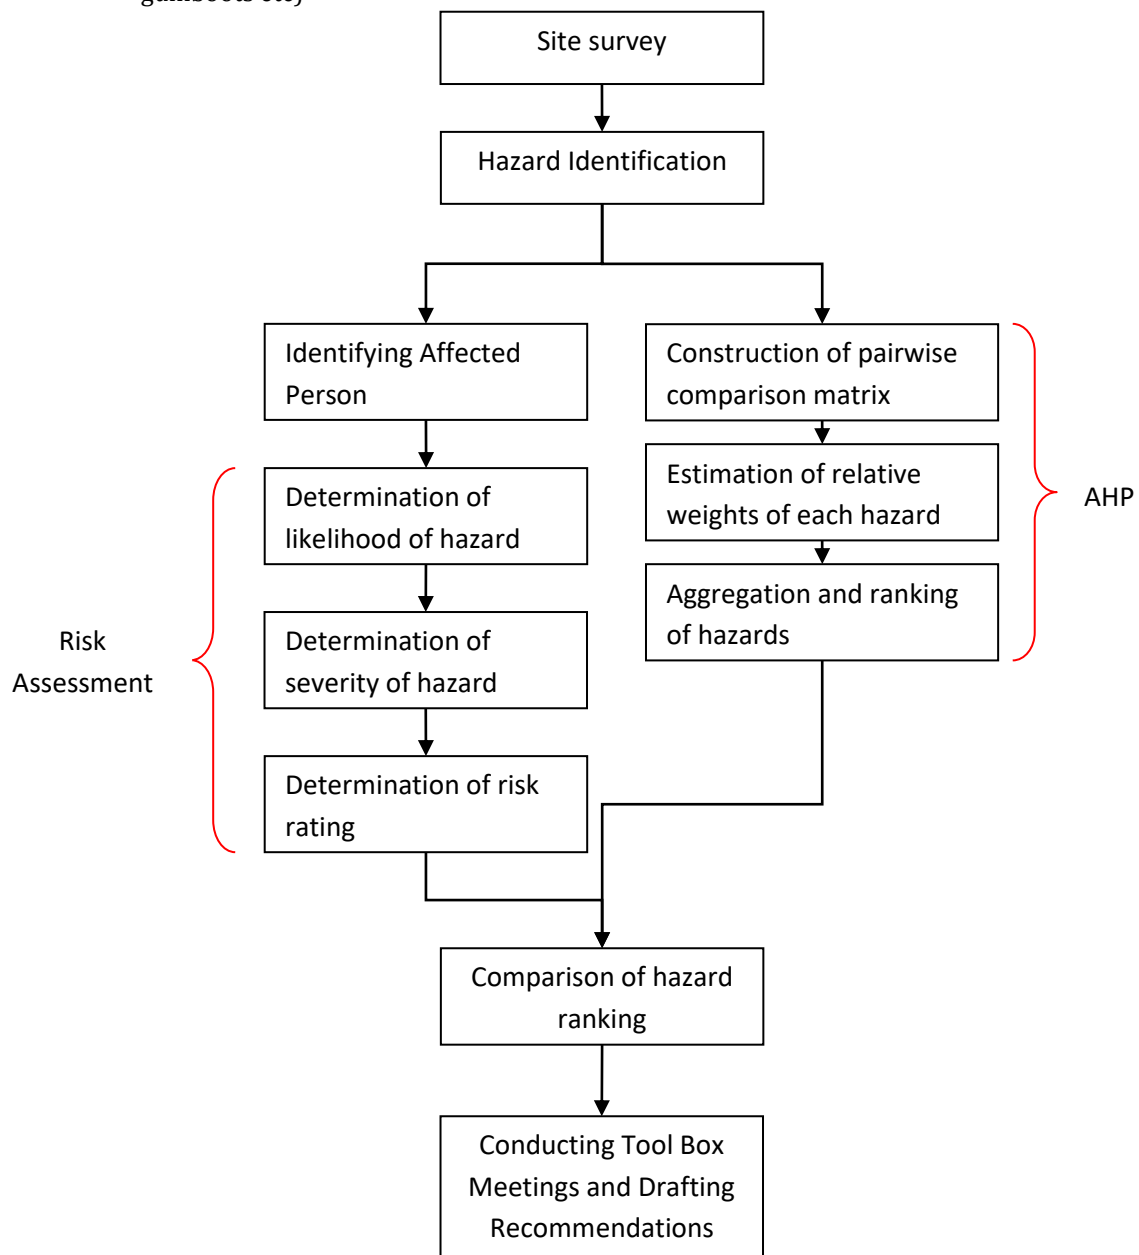 gumboots etc)
Site survey
Hazard Identification
Identifying Affected
Person
Construction of pairwise
comparison matrix
Determination of
likelihood of hazard
Estimation of relative
weights of each hazard
AHP
Aggregation and ranking
of hazards
Risk
Assessment
Determination of
severity of hazard
Determination of risk
rating
Comparison of hazard
ranking
Conducting Tool Box
Meetings and Drafting
Recommendations